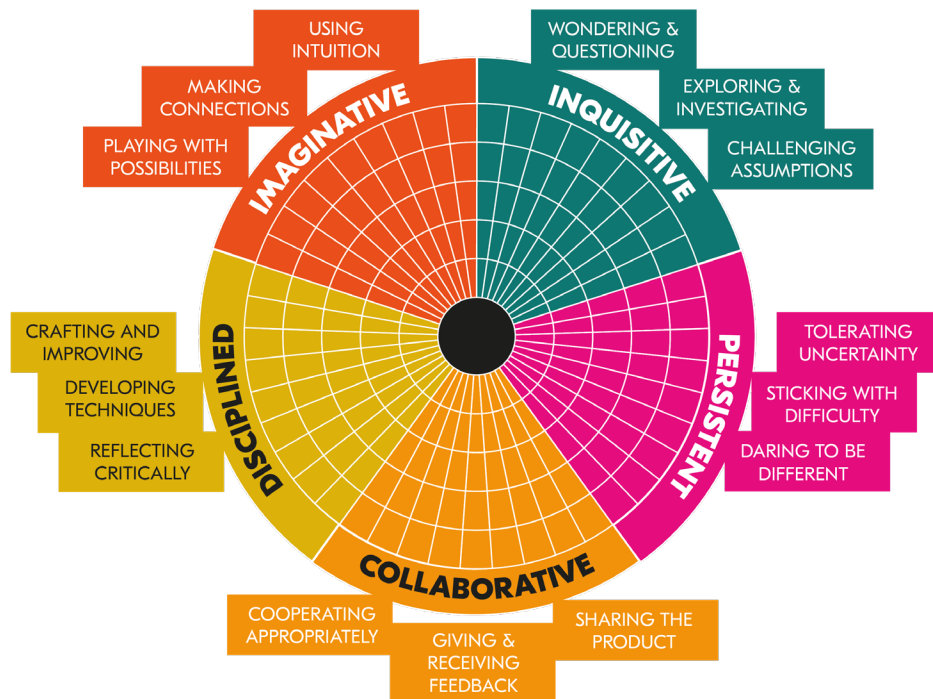 USING
INTUITION
MAKING
CONNECTIONS
PLAYING WITH
POSSIBILITIES
IMAGINATIVE
WONDERING &
QUESTIONING
EXPLORING &
INVESTIGATING
CHALLENGING
ASSUMPTIONS
INQUISITIVE
TOLERATING
UNCERTAINTY
STICKING WITH
DIFFICULTY
DARING TO BE
DIFFERENT
PERSISTENT
SHARING THE
PRODUCT
GIVING &
RECEIVING
FEEDBACK
COOPERATING
APPROPRIATELY
COLLABORATIVE
CRAFTING AND
IMPROVING
DEVELOPING
TECHNIQUES
REFLECTING
CRITICALLY
DISCIPLINED